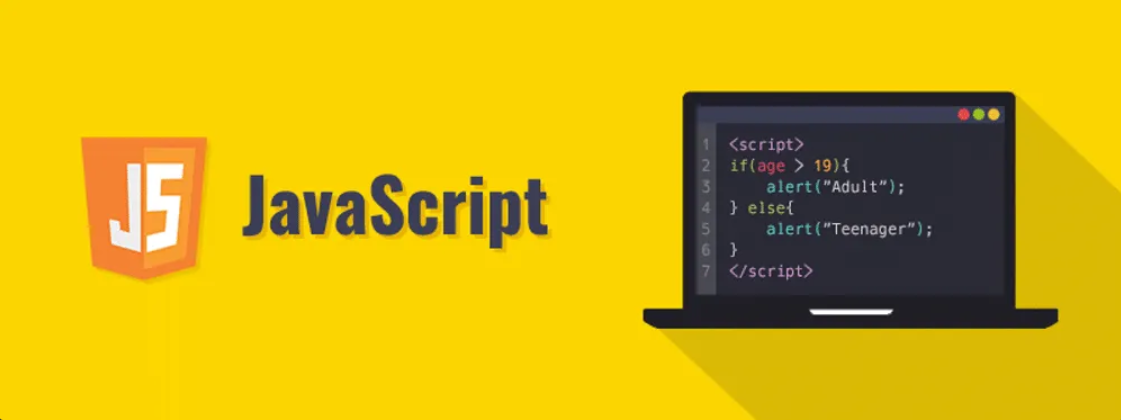 JS
JavaScript
1 <script>
2 if(age > 19){
3     alert("Adult");
4 } else{
5     alert("Teenager");
6 }
7 </script>